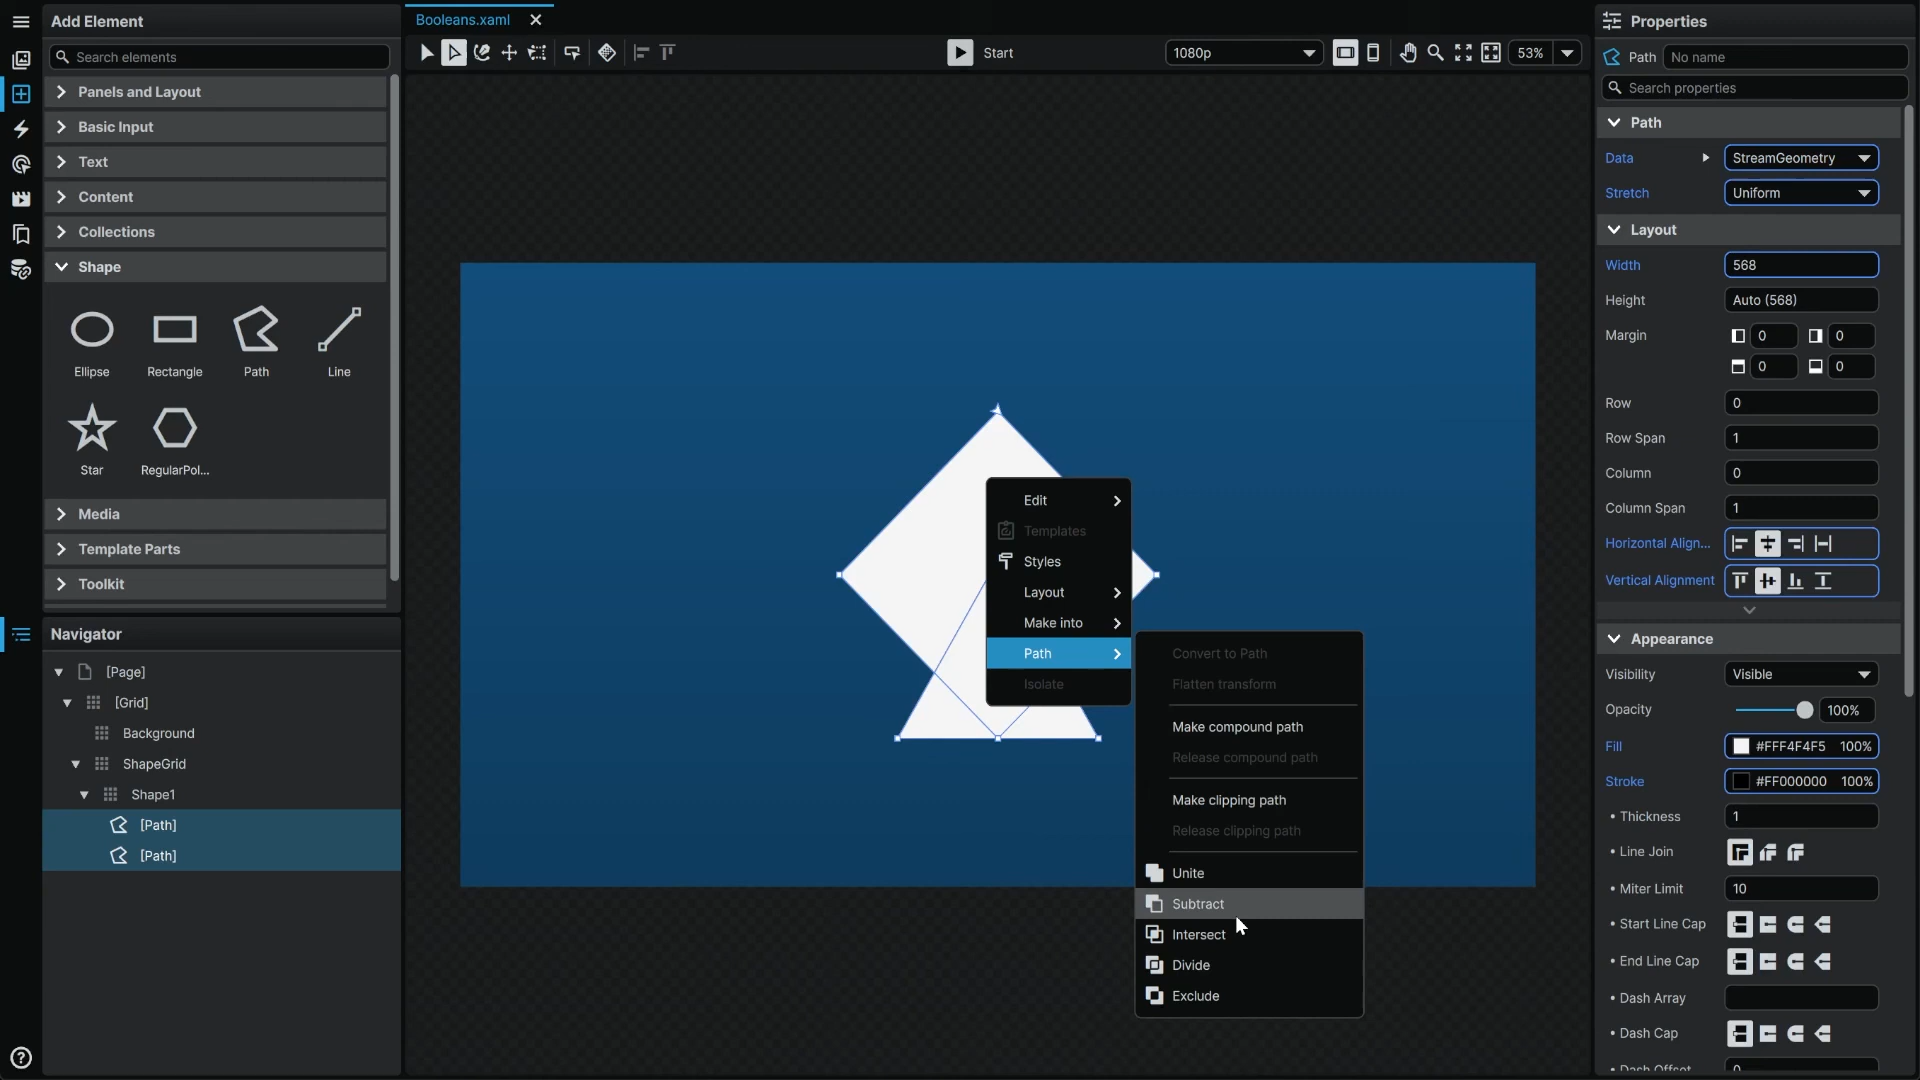 Add Element
Search elements
Panels and Layout
Basic Input
Text
Content
Collections
Shape
Ellipse
Rectangle
Path
Line
Star
RegularPol...
Media
Template Parts
Toolkit
Navigator
[Page]
[Grid]
Background
ShapeGrid
Shape1
[Path]
[Path]
Booleans.xaml
Start
1080p
53%
Edit
Templates
Styles
Layout
Make into
Path
Isolate
Convert to Path
Flatten transform
Make compound path
Release compound path
Make clipping path
Release clipping path
Unite
Subtract
Intersect
Divide
Exclude
Properties
Path No name
Search properties
Path
Data StreamGeometry
Stretch Uniform
Layout
Width 568
Height Auto (568)
Margin 0 0
0 0
Row 0
Row Span 1
Column 0
Column Span 1
Horizontal Align...
Vertical Alignment
Appearance
Visibility Visible
Opacity 100%
Fill #FFF4F4F5 100%
Stroke #FF000000 100%
• Thickness 1
• Line Join
• Miter Limit 10
• Start Line Cap
• End Line Cap
• Dash Array
• Dash Cap
• Dash Offset 0